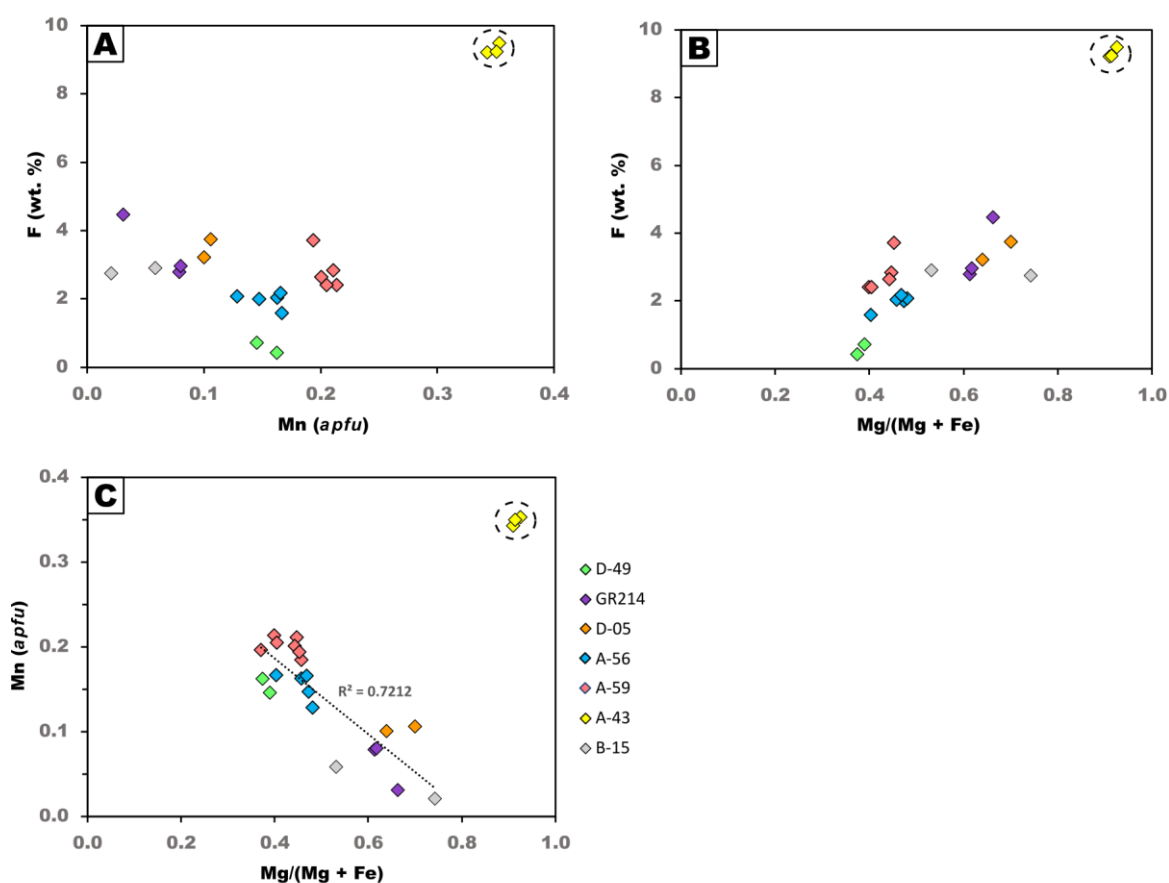 A
F (wt. %)
10
8
6
4
2
0
0.0 0.1 0.2 0.3 0.4
Mn (apfu)
B
F (wt. %)
10
8
6
4
2
0
0.0 0.2 0.4 0.6 0.8 1.0
Mg/(Mg + Fe)
C
Mn (apfu)
0.4
0.3
0.2
0.1
0.0
R² = 0.7212
0.0 0.2 0.4 0.6 0.8 1.0
Mg/(Mg + Fe)
D-49
GR214
D-05
A-56
A-59
A-43
B-15